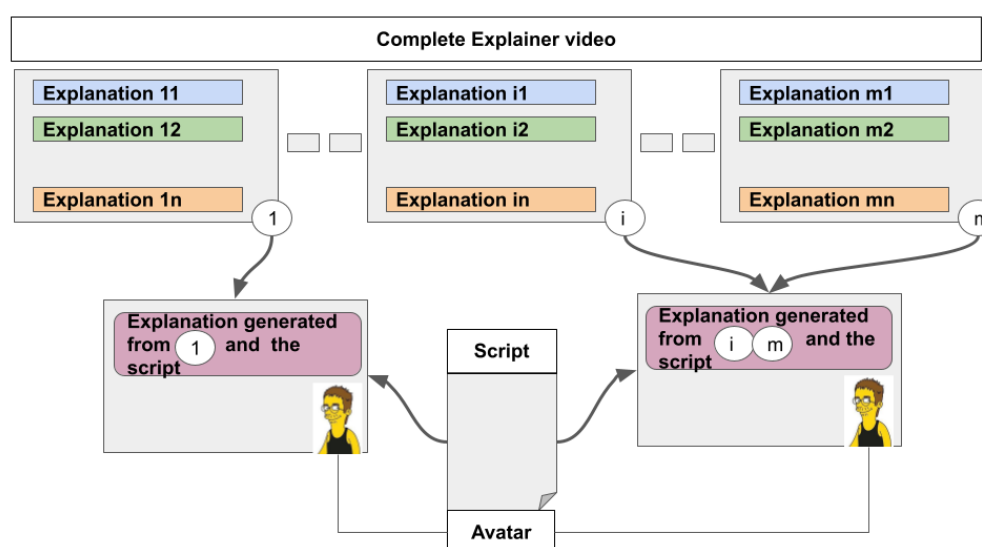 Complete Explainer video
Explanation 11
Explanation 12
Explanation 1n
1
Explanation i1
Explanation i2
Explanation in
i
Explanation m1
Explanation m2
Explanation mn
m
Explanation generated
from 1 and the
script
Script
Explanation generated
from i m and the
script
Avatar